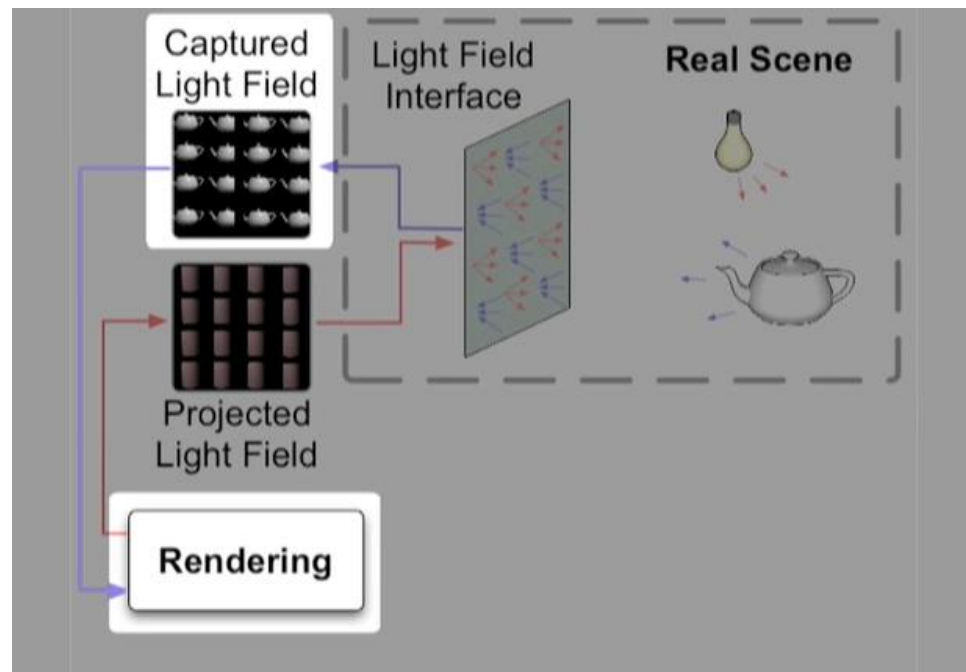 Captured
Light Field
Light Field
Interface
Real Scene
Projected
Light Field
Rendering